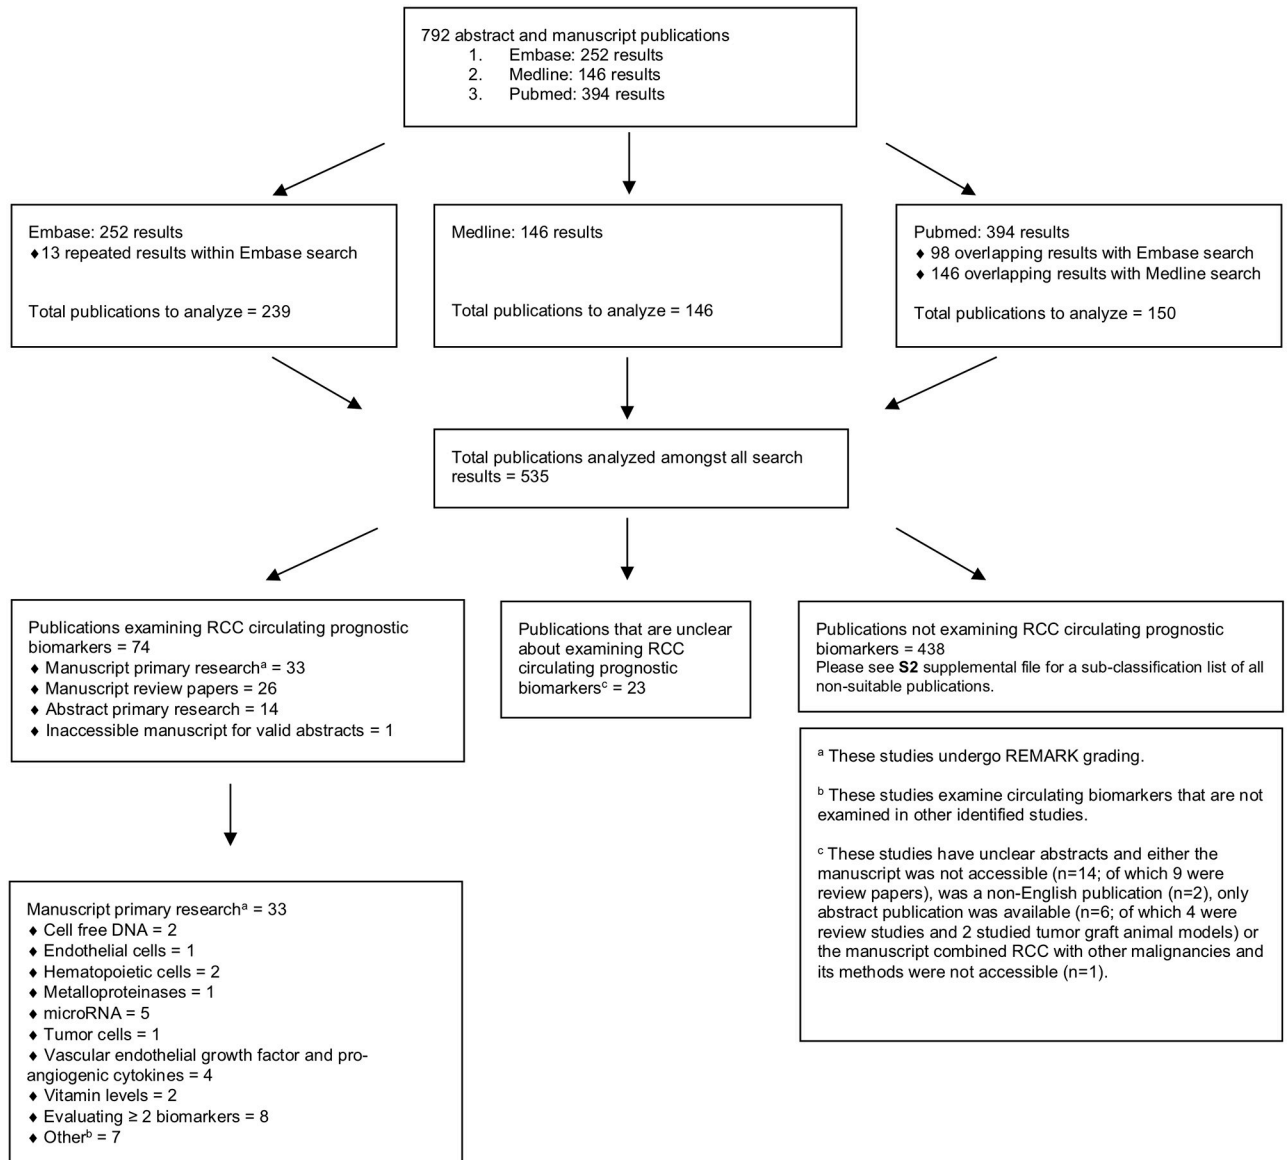 792 abstract and manuscript publications
1. Embase: 252 results
2. Medline: 146 results
3. Pubmed: 394 results
Embase: 252 results
♦13 repeated results within Embase search
Total publications to analyze = 239
Medline: 146 results
Total publications to analyze = 146
Pubmed: 394 results
♦ 98 overlapping results with Embase search
♦ 146 overlapping results with Medline search
Total publications to analyze = 150
Total publications analyzed amongst all search
results = 535
Publications examining RCC circulating prognostic
biomarkers = 74
♦ Manuscript primary researchᵃ = 33
♦ Manuscript review papers = 26
♦ Abstract primary research = 14
♦ Inaccessible manuscript for valid abstracts = 1
Publications that are unclear
about examining RCC
circulating prognostic
biomarkersᶜ = 23
Publications not examining RCC circulating prognostic
biomarkers = 438
Please see S2 supplemental file for a sub-classification list of all
non-suitable publications.
Manuscript primary researchᵃ = 33
♦ Cell free DNA = 2
♦ Endothelial cells = 1
♦ Hematopoietic cells = 2
♦ Metalloproteinases = 1
♦ microRNA = 5
♦ Tumor cells = 1
♦ Vascular endothelial growth factor and pro-
angiogenic cytokines = 4
♦ Vitamin levels = 2
♦ Evaluating ≥ 2 biomarkers = 8
♦ Otherᵇ = 7
ᵃ These studies undergo REMARK grading.
ᵇ These studies examine circulating biomarkers that are not
examined in other identified studies.
ᶜ These studies have unclear abstracts and either the
manuscript was not accessible (n=14; of which 9 were
review papers), was a non-English publication (n=2), only
abstract publication was available (n=6; of which 4 were
review studies and 2 studied tumor graft animal models) or
the manuscript combined RCC with other malignancies and
its methods were not accessible (n=1).